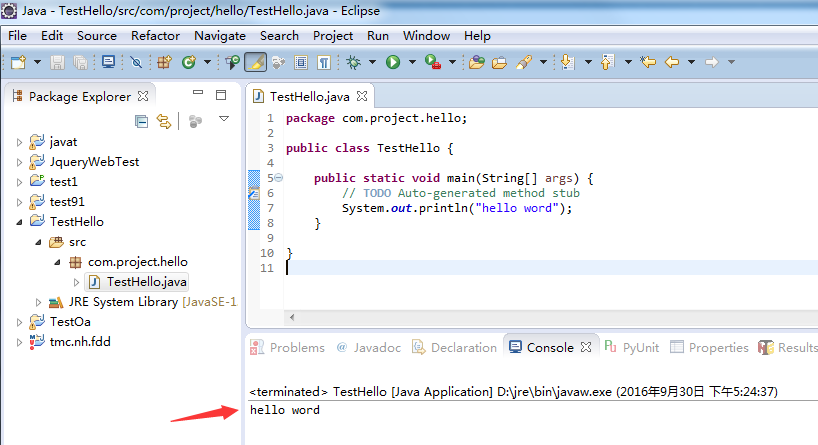 Java - TestHello/src/com/project/hello/TestHello.java - Eclipse
File Edit Source Refactor Navigate Search Project Run Window Help
Package Explorer
javat
JqueryWebTest
test1
test91
TestHello
src
com.project.hello
TestHello.java
JRE System Library [JavaSE-1
TestOa
tmc.nh.fdd
TestHello.java
1 package com.project.hello;
2
3 public class TestHello {
4
5 public static void main(String[] args) {
6 // TODO Auto-generated method stub
7 System.out.println("hello word");
8 }
9
10 }
11
Problems @ Javadoc Declaration Console PyUnit Properties Results
<terminated> TestHello [Java Application] D:\jre\bin\javaw.exe (2016年9月30日 下午5:24:37)
hello word